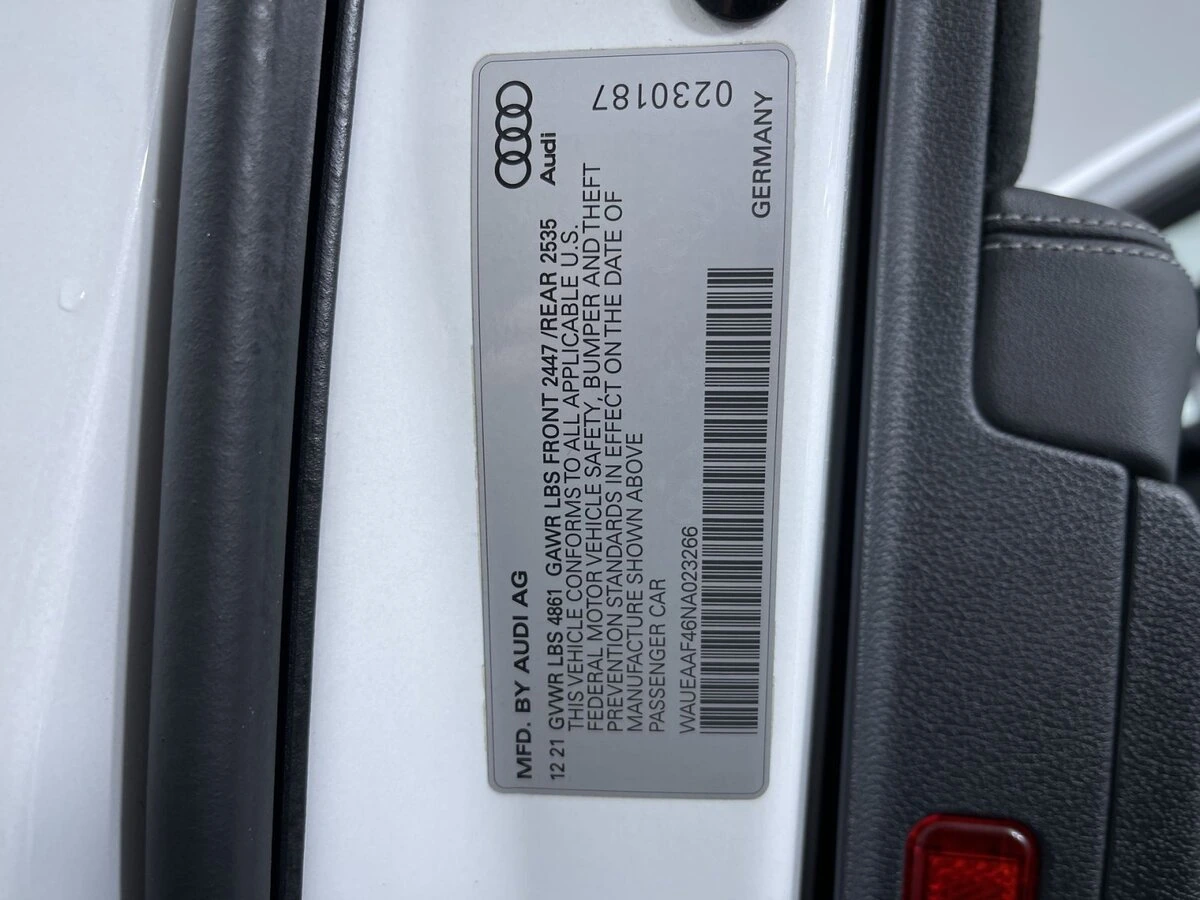 Audi
MFD. BY AUDI AG
12 21 GVWR LBS 4861 GAWR LBS FRONT 2447 /REAR 2535
THIS VEHICLE CONFORMS TO ALL APPLICABLE U.S.
FEDERAL MOTOR VEHICLE SAFETY, BUMPER AND THEFT
PREVENTION STANDARDS IN EFFECT ON THE DATE OF
MANUFACTURE SHOWN ABOVE
PASSENGER CAR
WAUEAAF46NA023266
GERMANY
0230187